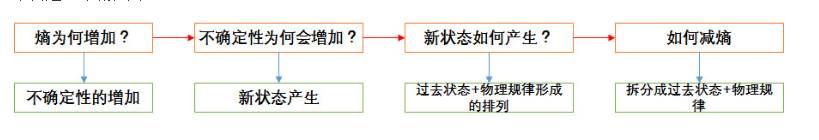 熵为何增加？
不确定性为何会增加？
新状态如何产生？
如何减熵
不确定性的增加
新状态产生
过去状态+物理规律形成
的排列
拆分成过去状态+物理规
律